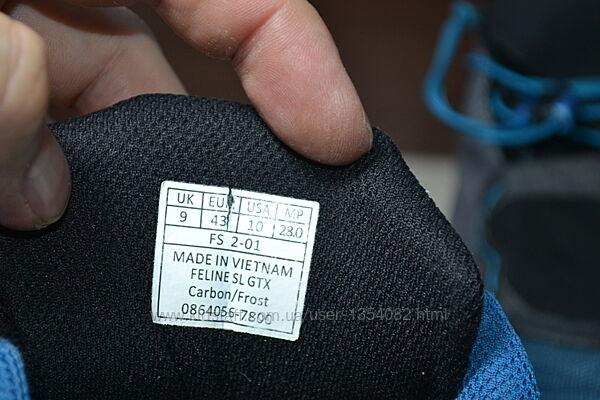 UK EU USA MP
9 43 10 28.0
FS 2-01
MADE IN VIETNAM
FELINE SL GTX
Carbon/Frost
0864056-7806